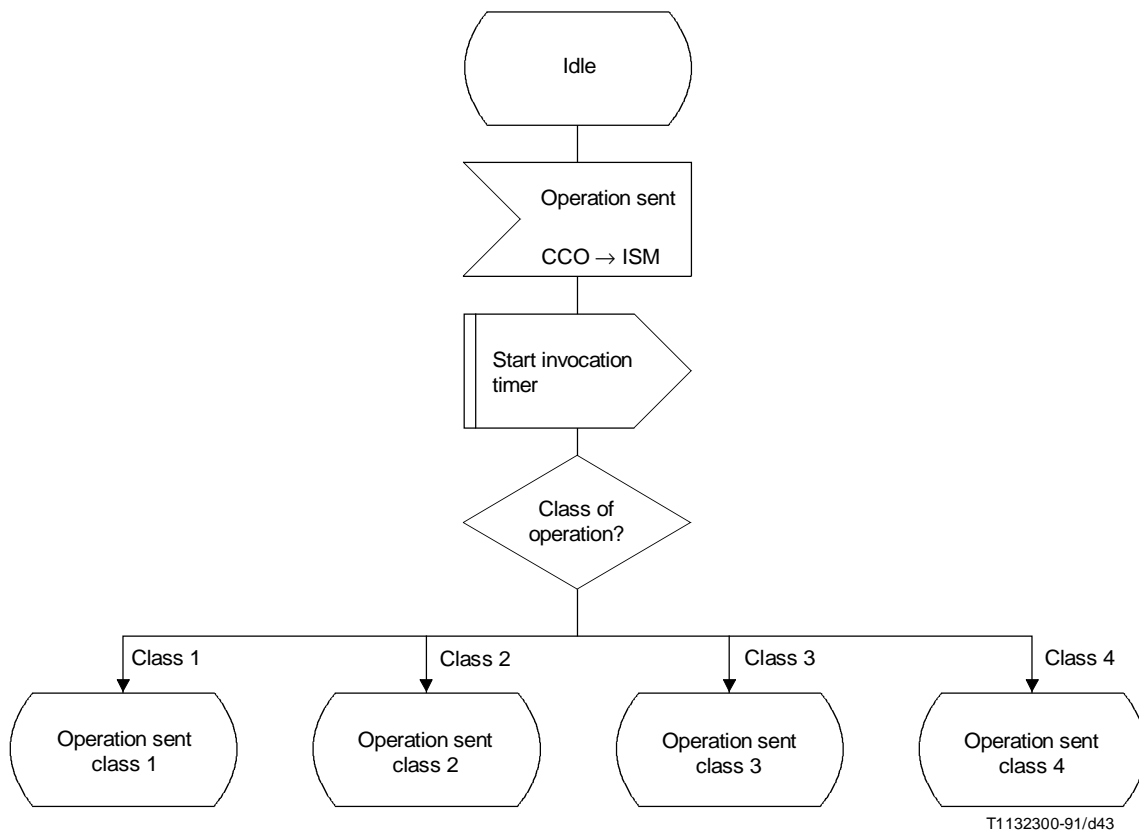 Idle
Operation sent
CCO → ISM
Start invocation
timer
Class of
operation?
Class 1
Class 2
Class 3
Class 4
Operation sent
class 1
Operation sent
class 2
Operation sent
class 3
Operation sent
class 4
T1132300-91/d43